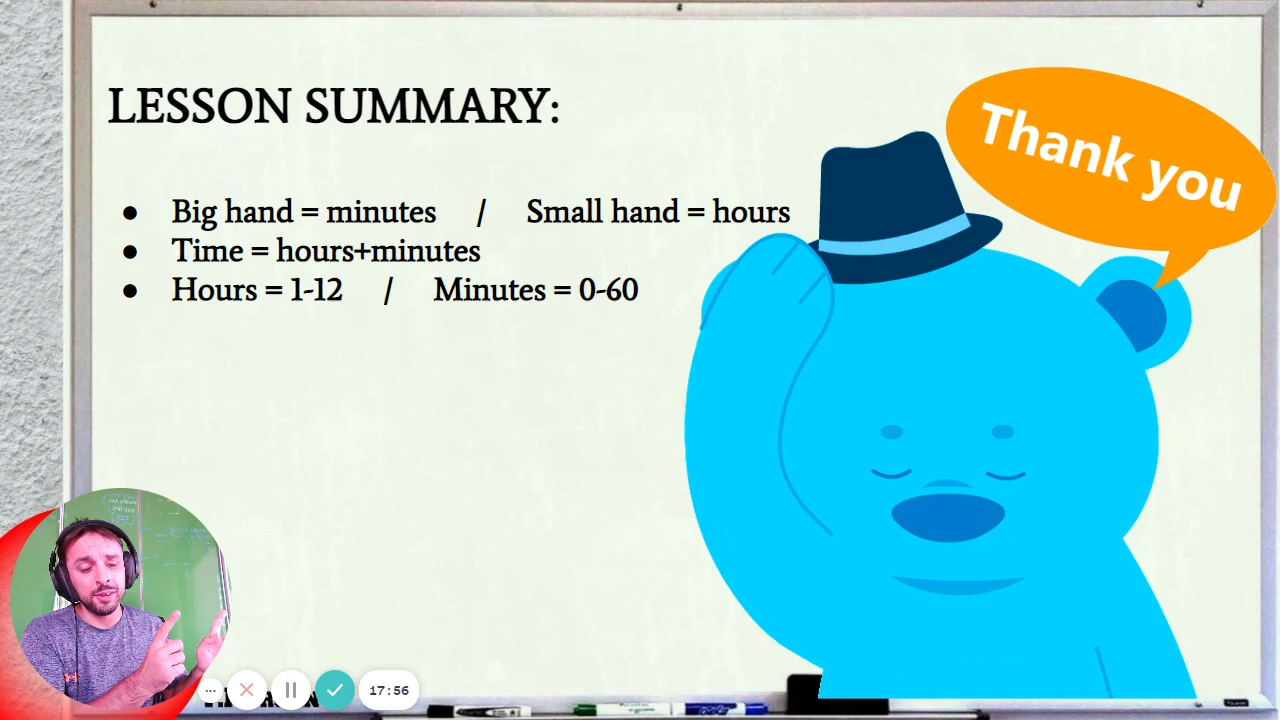 LESSON SUMMARY:
Thank you
● Big hand = minutes / Small hand = hours
● Time = hours+minutes
● Hours = 1-12 / Minutes = 0-60
17:56